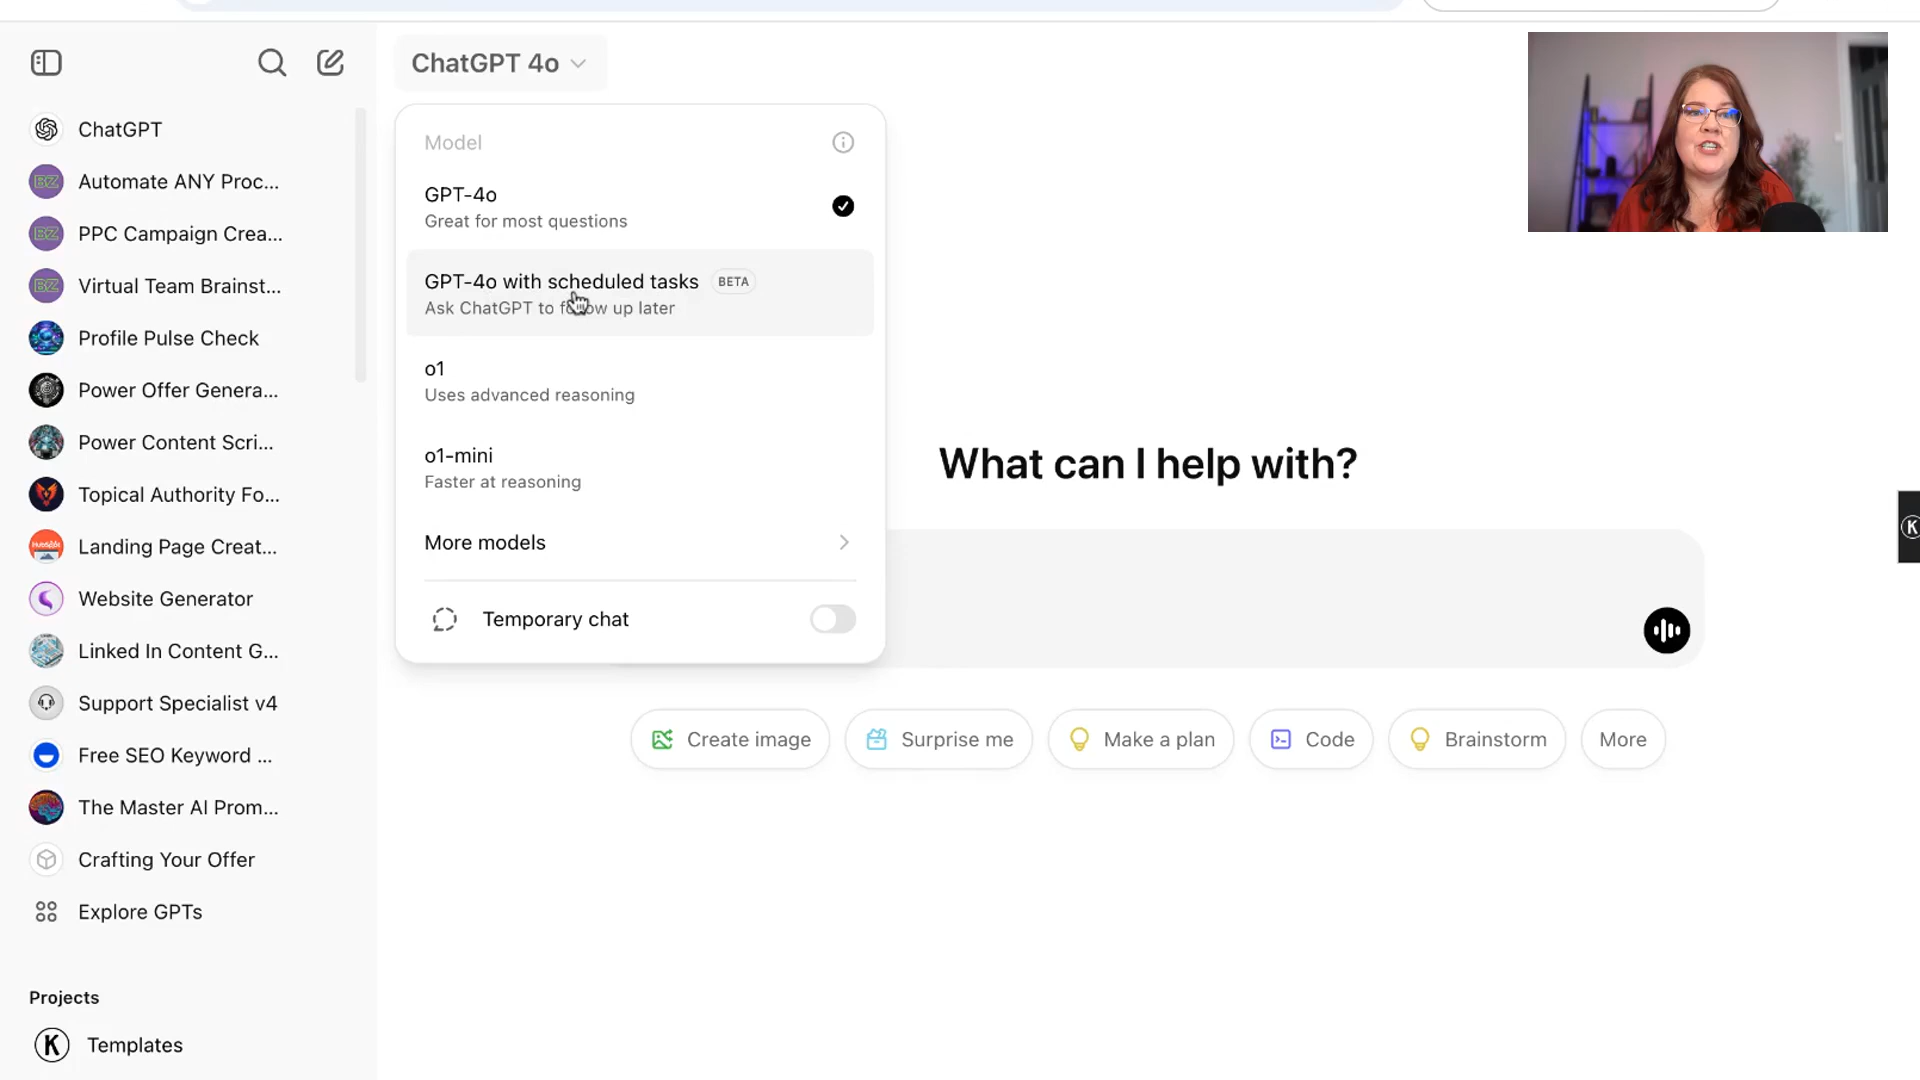 ChatGPT 4o
ChatGPT
Automate ANY Proc...
PPC Campaign Crea...
Virtual Team Brainst...
Profile Pulse Check
Power Offer Genera...
Power Content Scri...
Topical Authority Fo...
Landing Page Creat...
Website Generator
Linked In Content G...
Support Specialist v4
Free SEO Keyword ...
The Master AI Prom...
Crafting Your Offer
Explore GPTs
Projects
K Templates
Model
GPT-4o
Great for most questions
GPT-4o with scheduled tasks BETA
Ask ChatGPT to follow up later
o1
Uses advanced reasoning
o1-mini
Faster at reasoning
More models
Temporary chat
What can I help with?
K
Create image
Surprise me
Make a plan
Code
Brainstorm
More